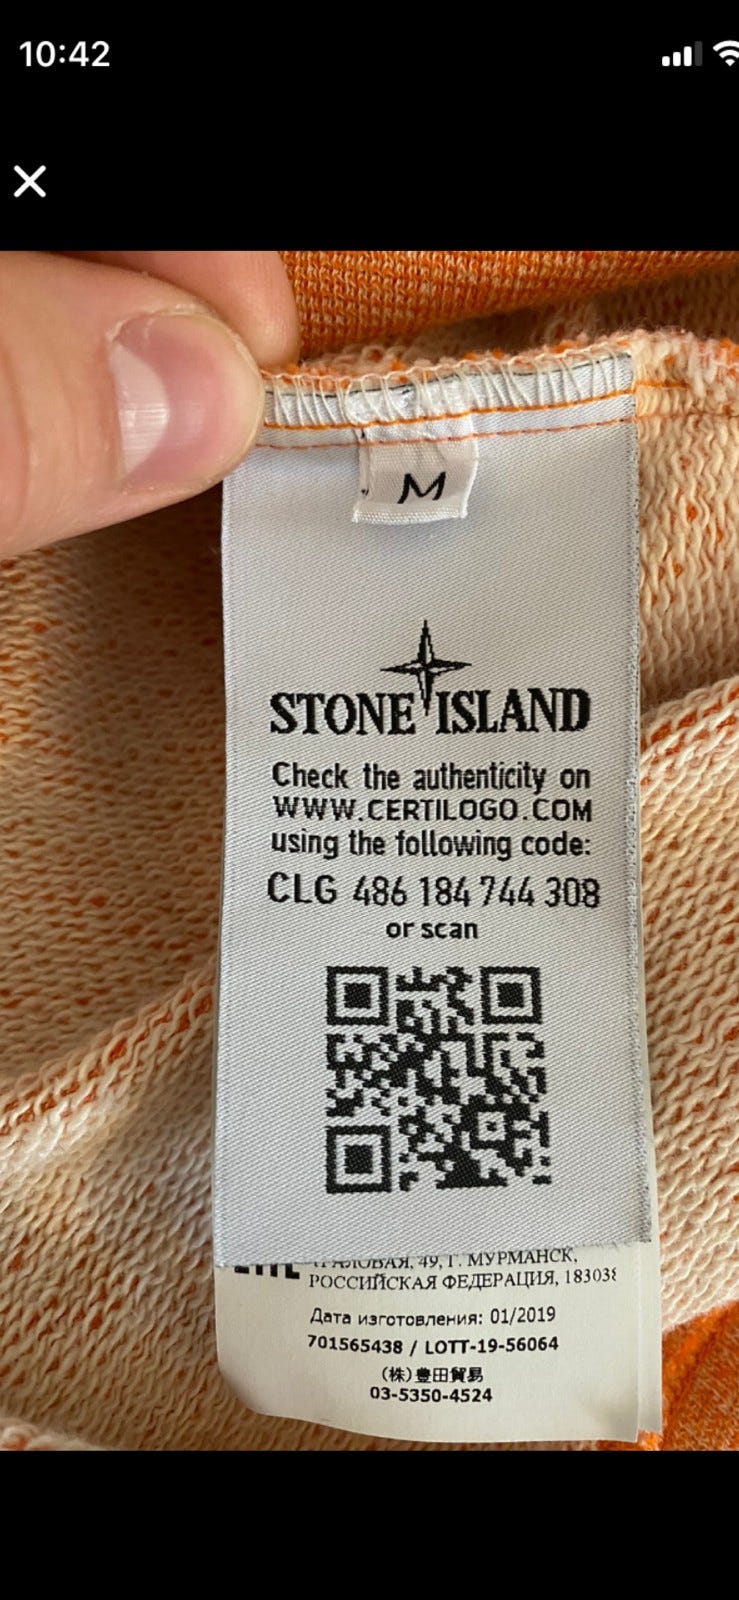 10:42
M
STONE ISLAND
Check the authenticity on
WWW.CERTILOGO.COM
using the following code:
CLG 486 184 744 308
or scan
49, Г. МУРМАНСК,
РОССИЙСКАЯ ФЕДЕРАЦИЯ, 183038
Дата изготовления: 01/2019
701565438 / LOTT-19-56064
(株)豊田貿易
03-5350-4524